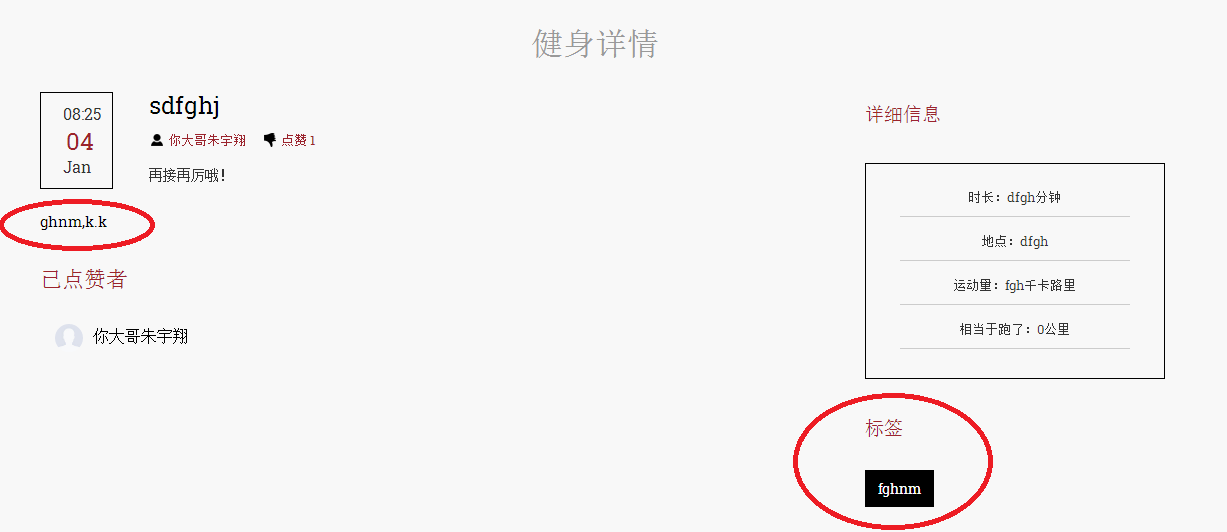 健身详情
08:25
04
Jan
sdfghj
你大哥朱宇翔 点赞 1
再接再厉哦！
ghnm,k.k
已点赞者
你大哥朱宇翔
详细信息
时长：dfgh分钟
地点：dfgh
运动量：fgh千卡路里
相当于跑了：0公里
标签
fghnm